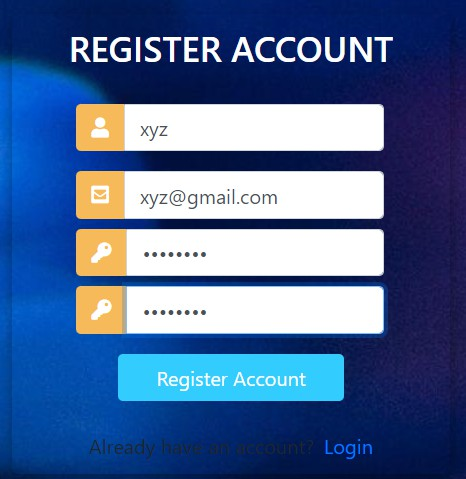 REGISTER ACCOUNT
xyz
xyz@gmail.com
••••••••
••••••••
Register Account
Already have an account? Login